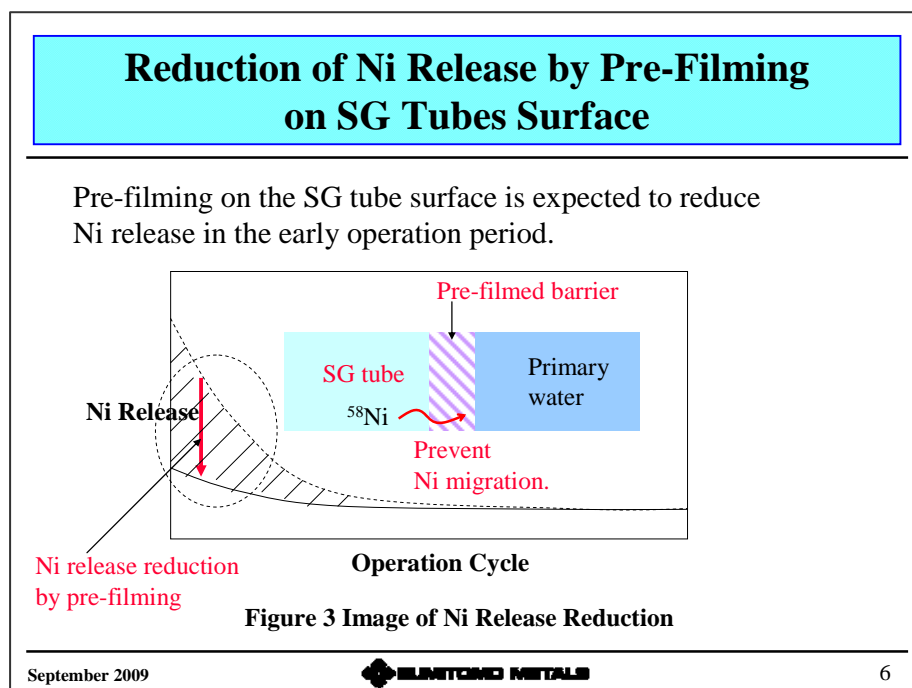 Reduction of Ni Release by Pre-Filming
on SG Tubes Surface
Pre-filming on the SG tube surface is expected to reduce
Ni release in the early operation period.
Pre-filmed barrier
SG tube
Primary
water
⁵⁸Ni
Ni Release
Prevent
Ni migration.
Ni release reduction
by pre-filming
Operation Cycle
Figure 3 Image of Ni Release Reduction
September 2009
SUMITOMO METALS
6